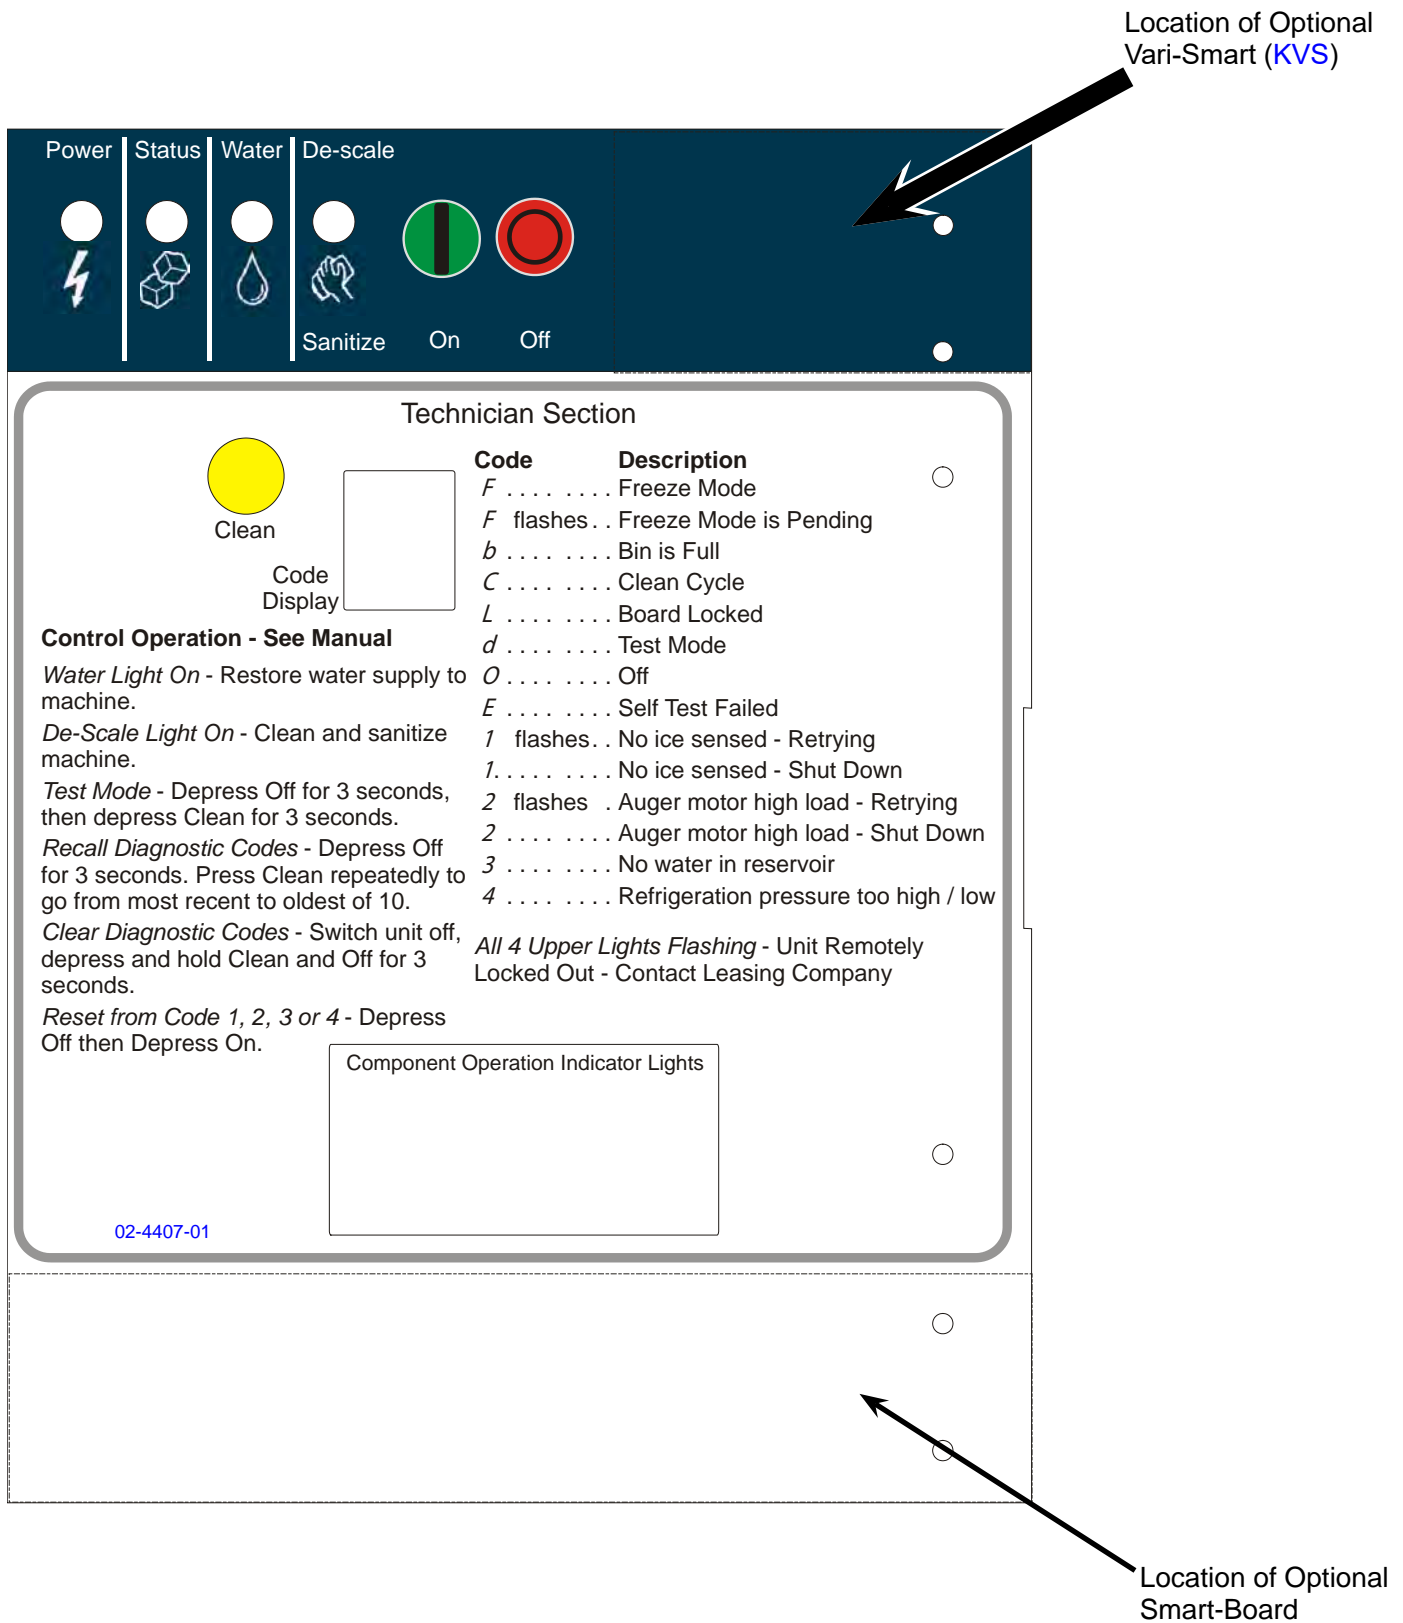 Location of Optional
Vari-Smart (KVS)
Power Status Water De-scale
Sanitize On Off
Technician Section
Clean
Code
Display
Control Operation - See Manual
Water Light On - Restore water supply to
machine.
De-Scale Light On - Clean and sanitize
machine.
Test Mode - Depress Off for 3 seconds,
then depress Clean for 3 seconds.
Recall Diagnostic Codes - Depress Off
for 3 seconds. Press Clean repeatedly to
go from most recent to oldest of 10.
Clear Diagnostic Codes - Switch unit off,
depress and hold Clean and Off for 3
seconds.
Reset from Code 1, 2, 3 or 4 - Depress
Off then Depress On.
Code Description
F . . . . . . . . Freeze Mode
F flashes . . Freeze Mode is Pending
b . . . . . . . . Bin is Full
C . . . . . . . . Clean Cycle
L . . . . . . . . Board Locked
d . . . . . . . . Test Mode
O . . . . . . . . Off
E . . . . . . . . Self Test Failed
1 flashes . . No ice sensed - Retrying
1. . . . . . . . . No ice sensed - Shut Down
2 flashes . Auger motor high load - Retrying
2 . . . . . . . . Auger motor high load - Shut Down
3 . . . . . . . . No water in reservoir
4 . . . . . . . . Refrigeration pressure too high / low
All 4 Upper Lights Flashing - Unit Remotely
Locked Out - Contact Leasing Company
Component Operation Indicator Lights
02-4407-01
Location of Optional
Smart-Board